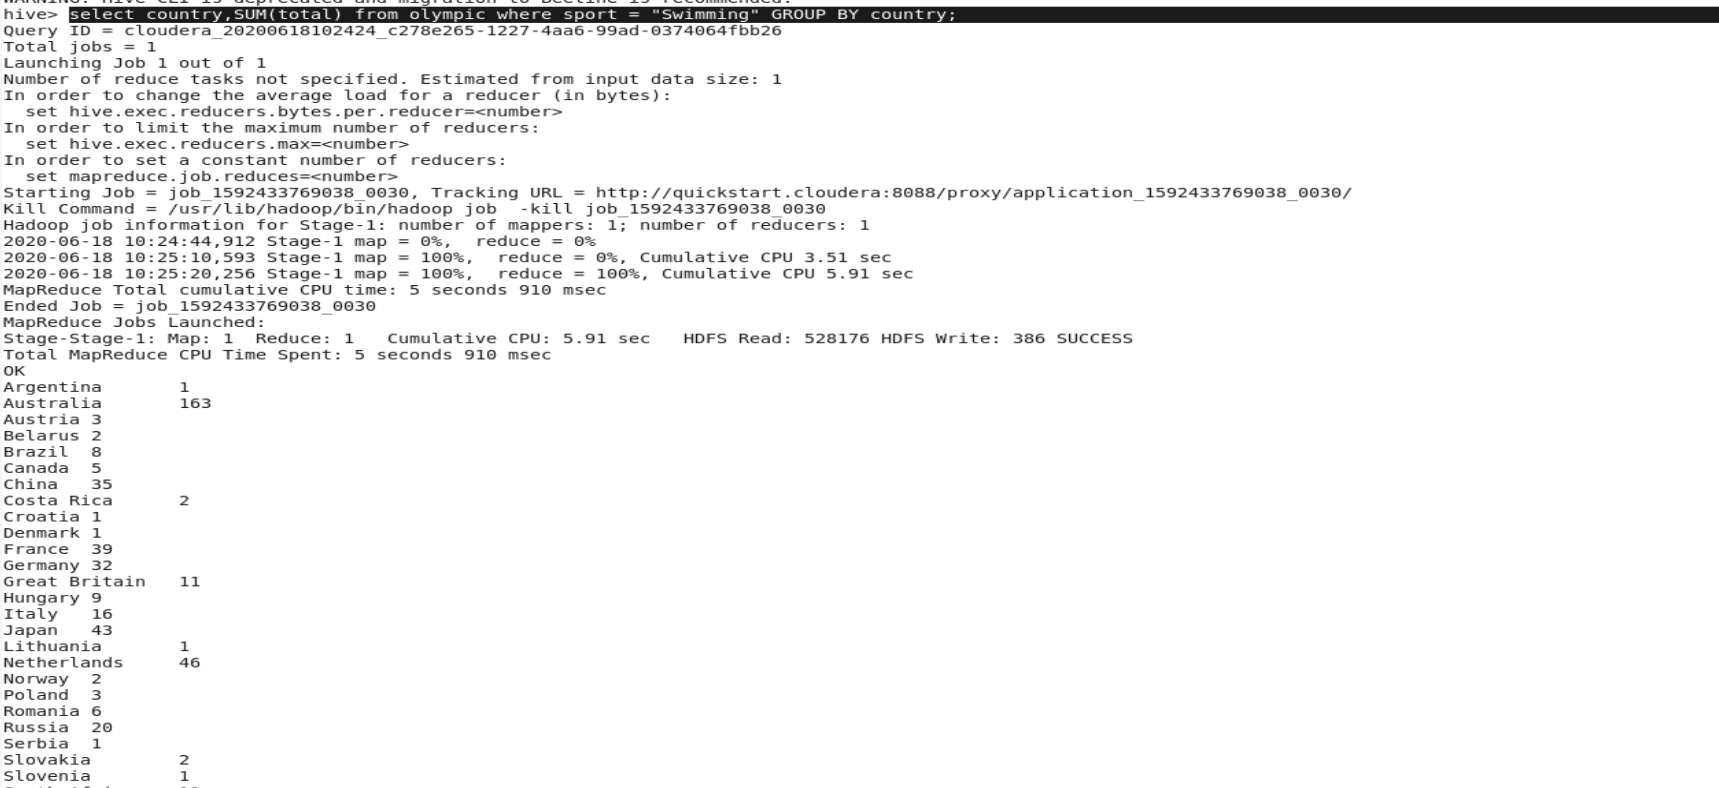 WARNING: Hive CLI is deprecated and migration to Beeline is recommended.
hive> select country,SUM(total) from olympic where sport = "Swimming" GROUP BY country;
Query ID = cloudera_20200618102424_c278e265-1227-4aa6-99ad-0374064fbb26
Total jobs = 1
Launching Job 1 out of 1
Number of reduce tasks not specified. Estimated from input data size: 1
In order to change the average load for a reducer (in bytes):
  set hive.exec.reducers.bytes.per.reducer=<number>
In order to limit the maximum number of reducers:
  set hive.exec.reducers.max=<number>
In order to set a constant number of reducers:
  set mapreduce.job.reduces=<number>
Starting Job = job_1592433769038_0030, Tracking URL = http://quickstart.cloudera:8088/proxy/application_1592433769038_0030/
Kill Command = /usr/lib/hadoop/bin/hadoop job  -kill job_1592433769038_0030
Hadoop job information for Stage-1: number of mappers: 1; number of reducers: 1
2020-06-18 10:24:44,912 Stage-1 map = 0%,  reduce = 0%
2020-06-18 10:25:10,593 Stage-1 map = 100%,  reduce = 0%, Cumulative CPU 3.51 sec
2020-06-18 10:25:20,256 Stage-1 map = 100%,  reduce = 100%, Cumulative CPU 5.91 sec
MapReduce Total cumulative CPU time: 5 seconds 910 msec
Ended Job = job_1592433769038_0030
MapReduce Jobs Launched:
Stage-Stage-1: Map: 1  Reduce: 1   Cumulative CPU: 5.91 sec   HDFS Read: 528176 HDFS Write: 386 SUCCESS
Total MapReduce CPU Time Spent: 5 seconds 910 msec
OK
Argentina	1
Australia	163
Austria	3
Belarus	2
Brazil	8
Canada	5
China	35
Costa Rica	2
Croatia	1
Denmark	1
France	39
Germany	32
Great Britain	11
Hungary	9
Italy	16
Japan	43
Lithuania	1
Netherlands	46
Norway	2
Poland	3
Romania	6
Russia	20
Serbia	1
Slovakia	2
Slovenia	1